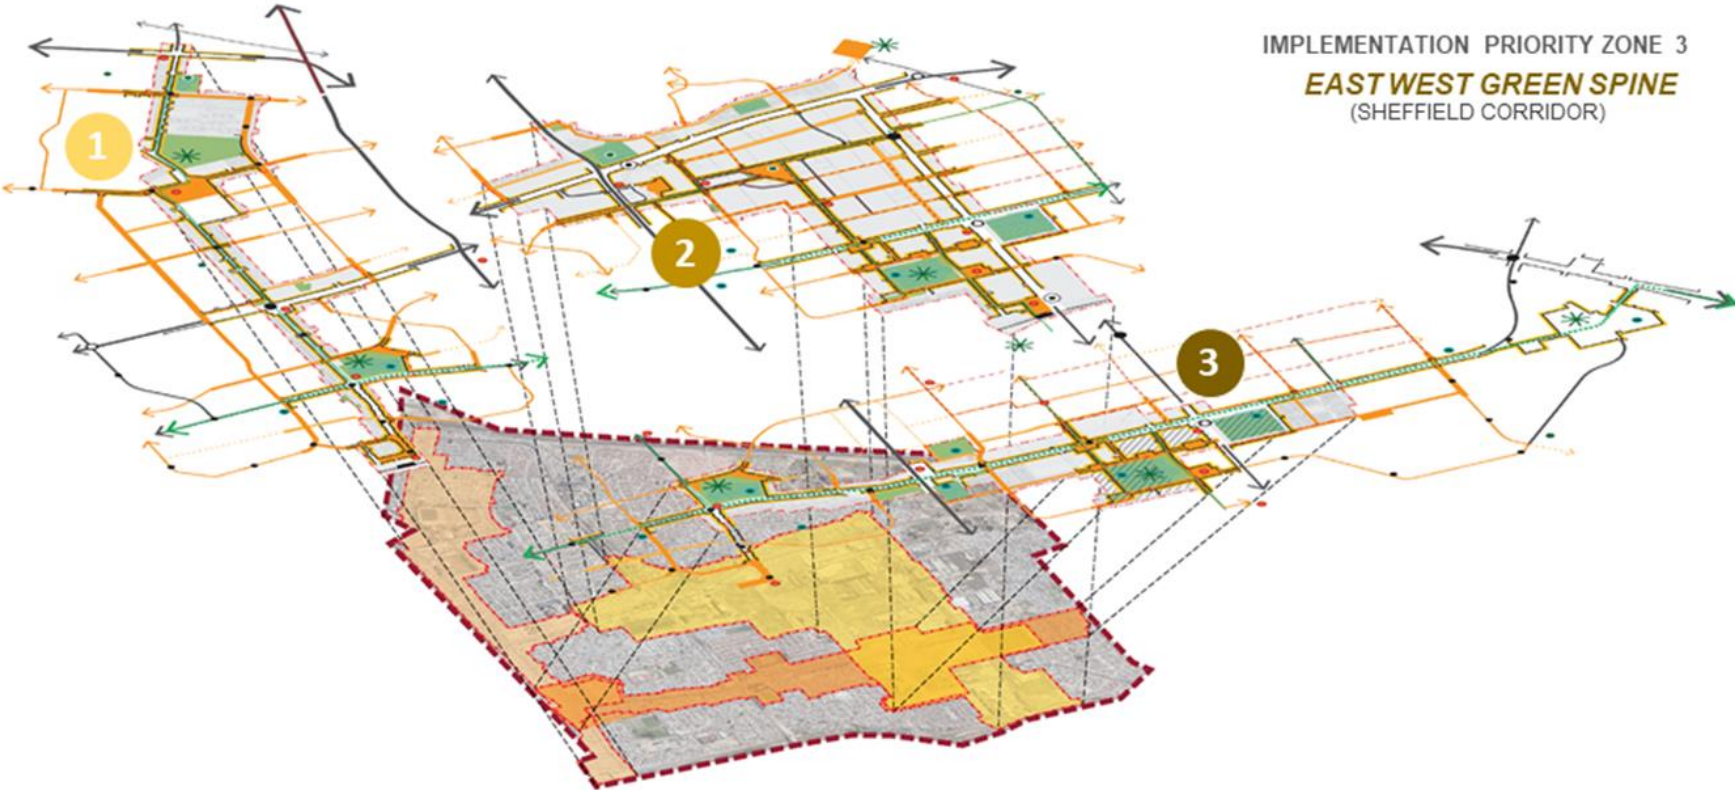 IMPLEMENTATION PRIORITY ZONE 3
EAST WEST GREEN SPINE
(SHEFFIELD CORRIDOR)
1
2
3